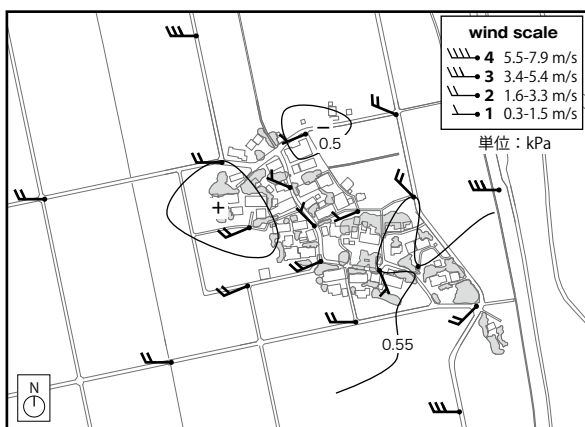 wind scale
4 5.5-7.9 m/s
3 3.4-5.4 m/s
2 1.6-3.3 m/s
1 0.3-1.5 m/s
単位：kPa
−
0.5
+
0.55
N